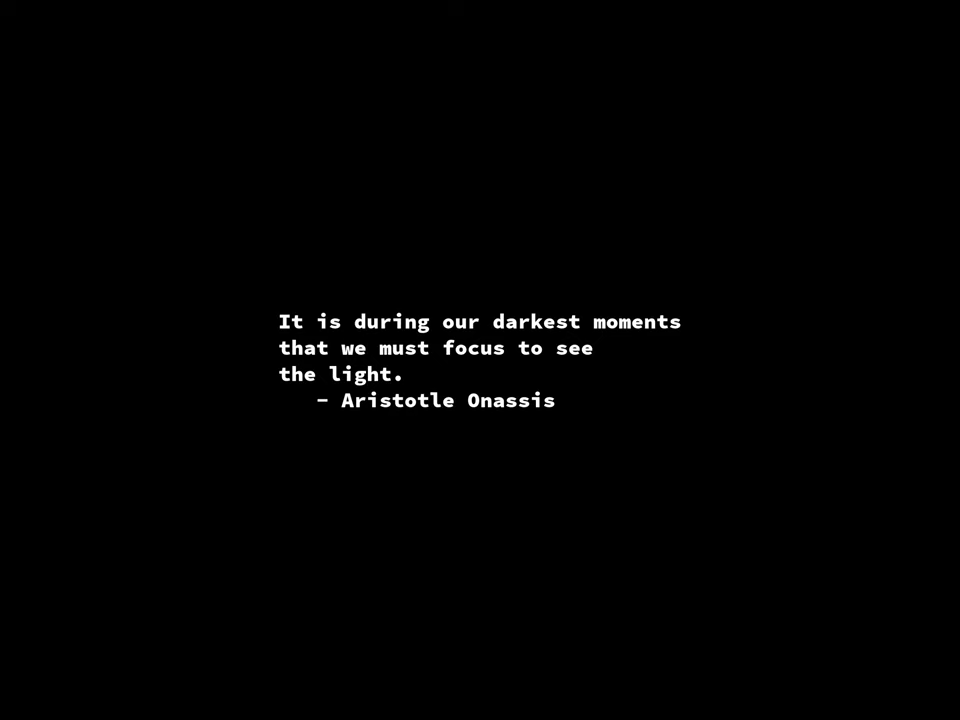 It is during our darkest moments
that we must focus to see
the light.
– Aristotle Onassis